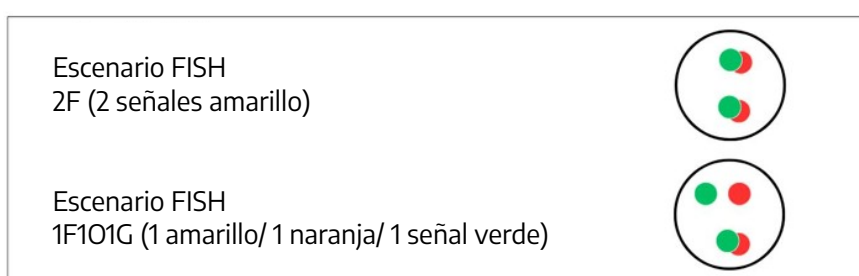 Escenario FISH
2F (2 señales amarillo)
Escenario FISH
1F1O1G (1 amarillo/ 1 naranja/ 1 señal verde)